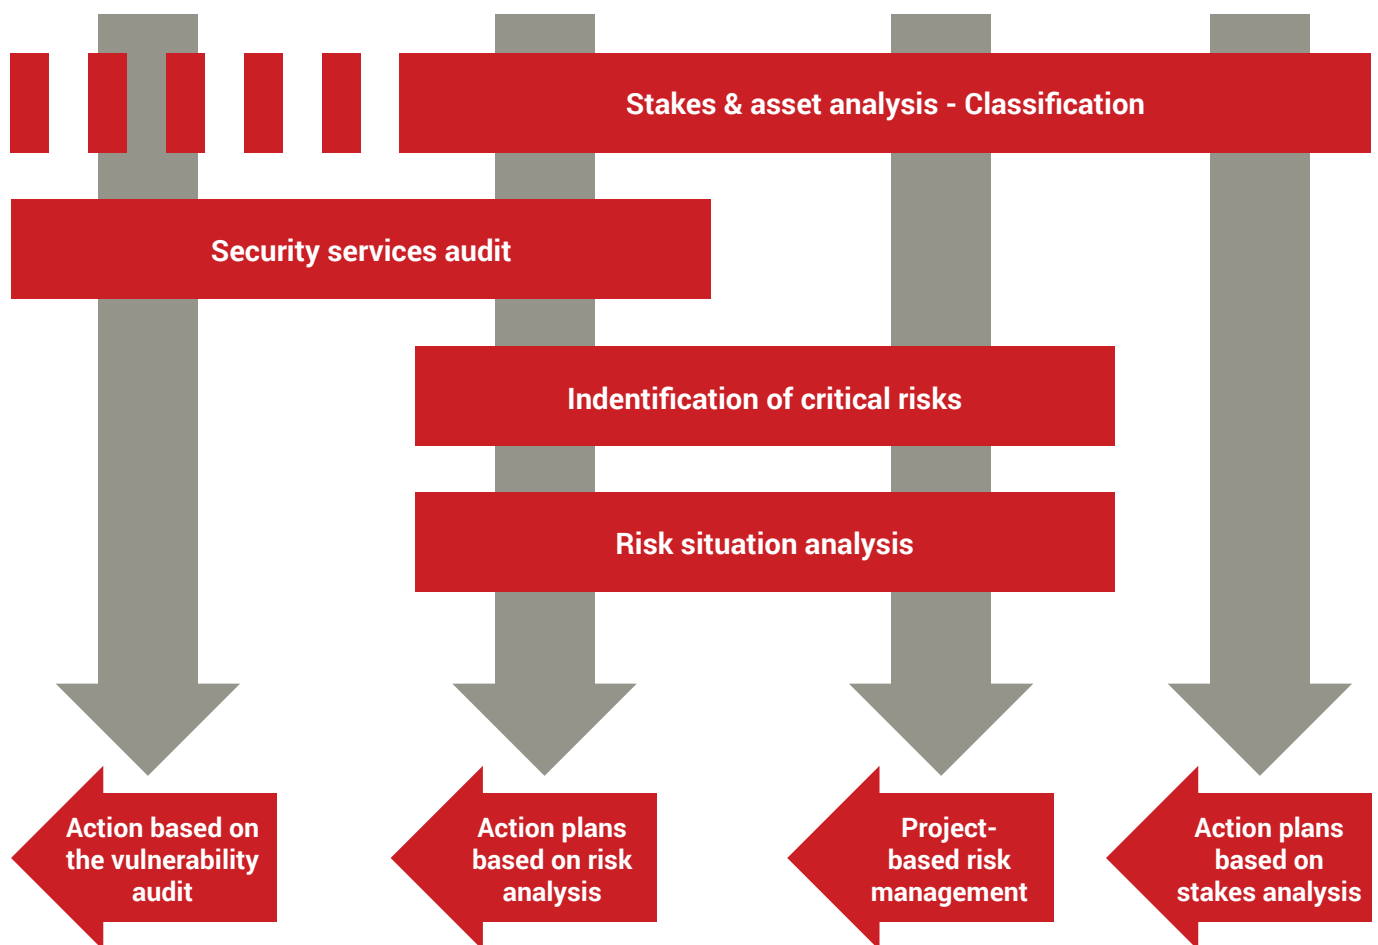 Stakes & asset analysis - Classification
Security services audit
Indentification of critical risks
Risk situation analysis
Action based on
the vulnerability
audit
Action plans
based on risk
analysis
Project-
based risk
management
Action plans
based on
stakes analysis